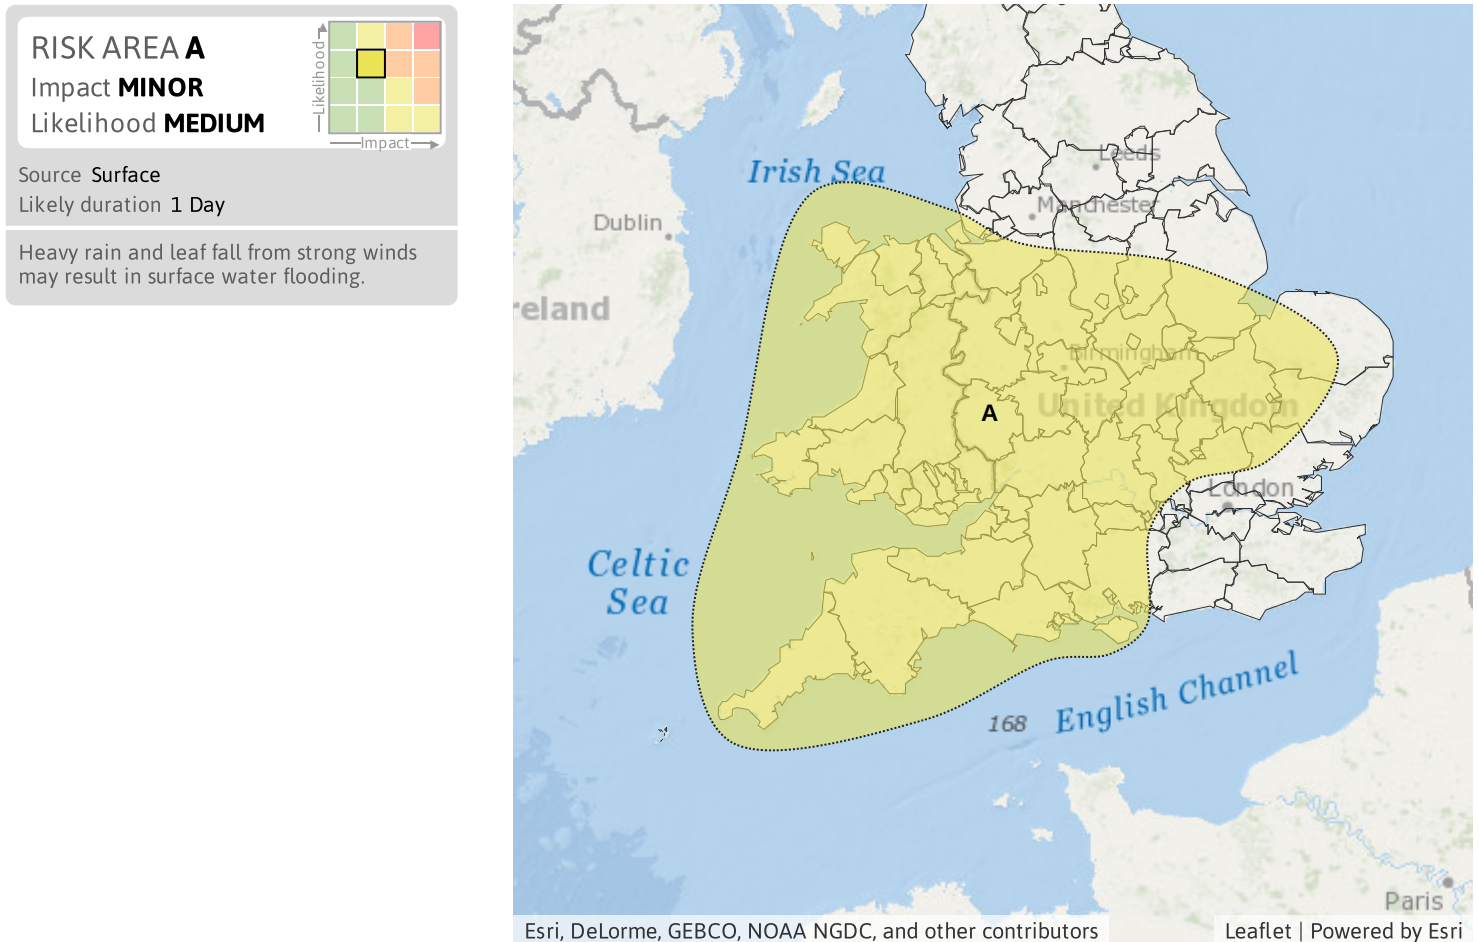 RISK AREA A
Impact MINOR
Likelihood MEDIUM
Likelihood
Impact
Source Surface
Likely duration 1 Day
Heavy rain and leaf fall from strong winds
may result in surface water flooding.
Leeds
Irish Sea
Manchester
Dublin
reland
Birmingham
United Kingdom
A
London
Celtic
Sea
English Channel
168
Paris
Esri, DeLorme, GEBCO, NOAA NGDC, and other contributors
Leaflet | Powered by Esri